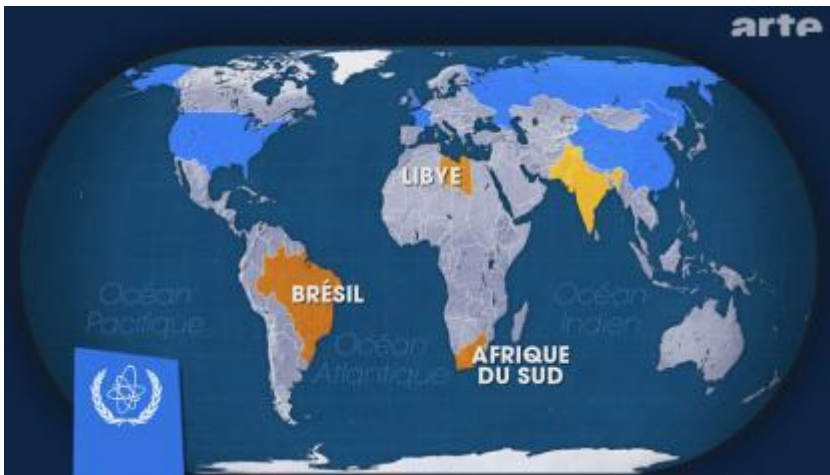 arte
LIBYE
BRÉSIL
Océan
Pacifique
Océan
Indien
Océan
Atlantique
AFRIQUE
DU SUD